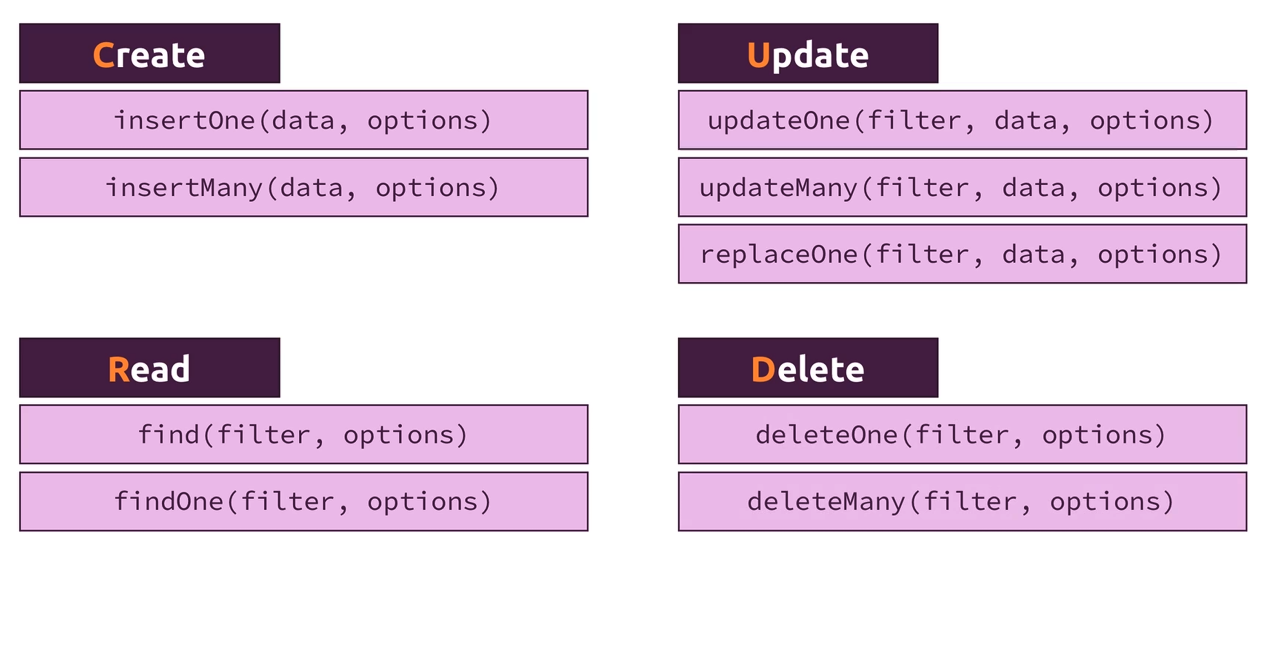 Create
insertOne(data, options)
insertMany(data, options)
Update
updateOne(filter, data, options)
updateMany(filter, data, options)
replaceOne(filter, data, options)
Read
find(filter, options)
findOne(filter, options)
Delete
deleteOne(filter, options)
deleteMany(filter, options)